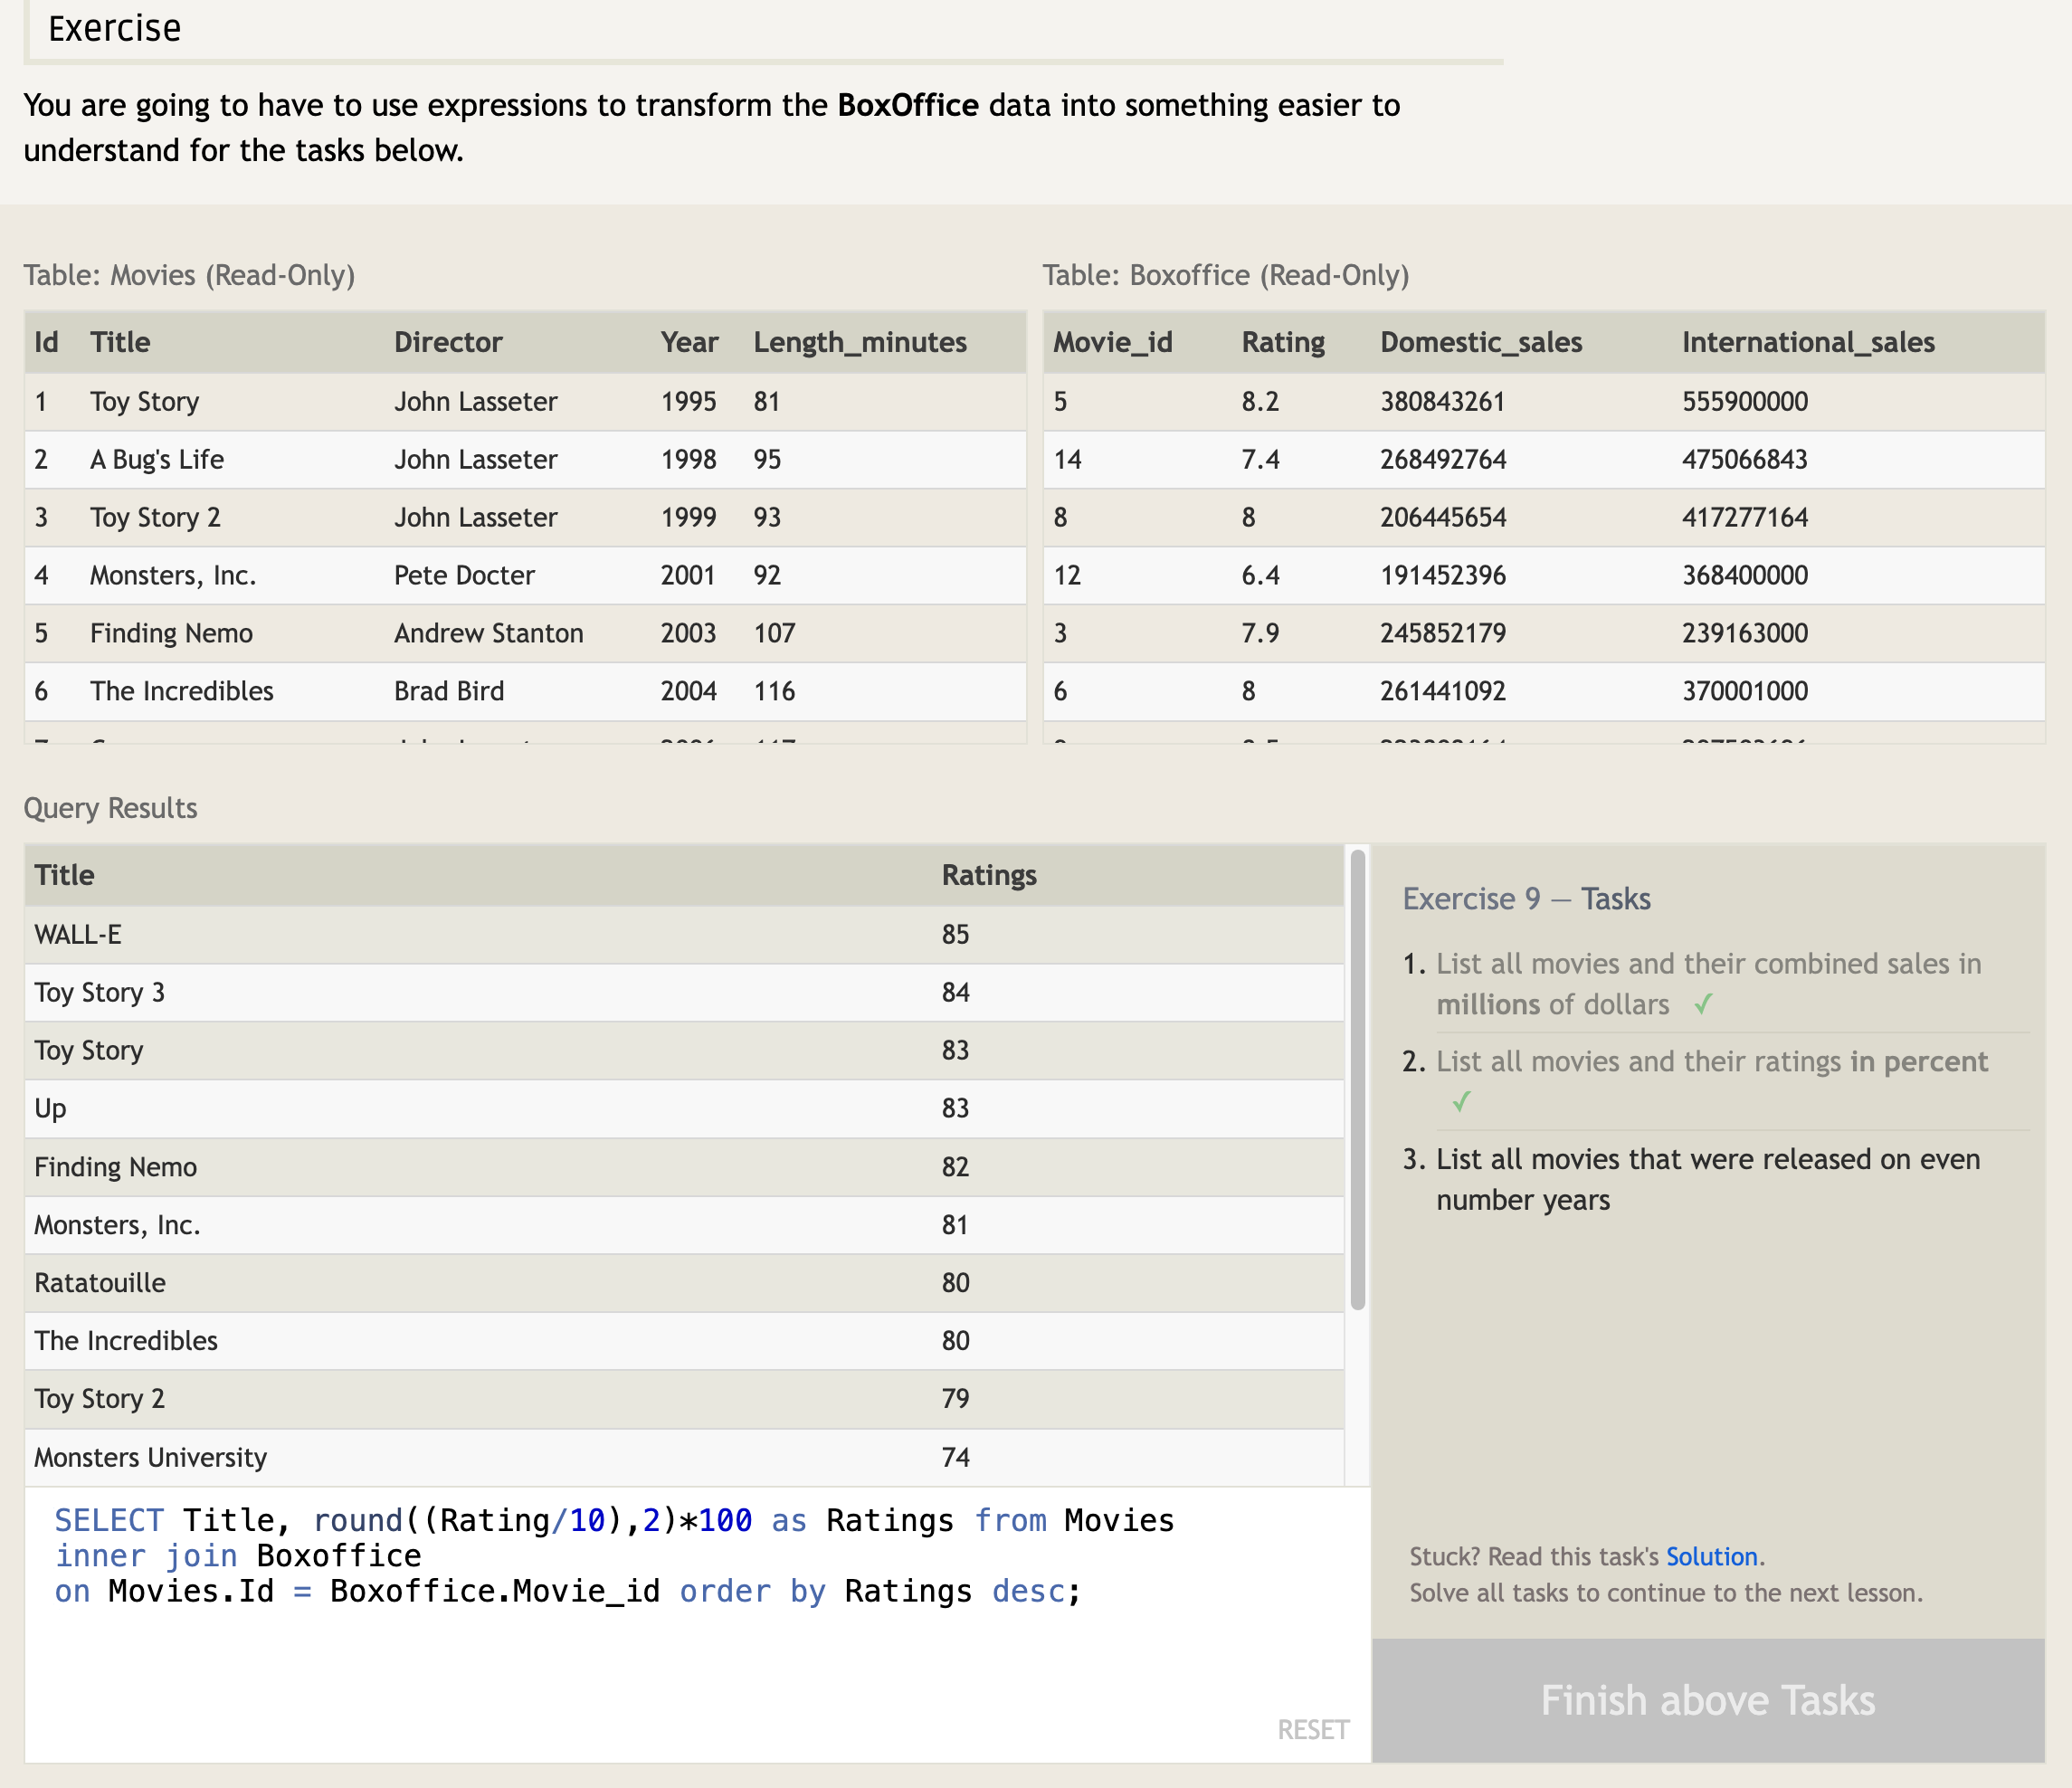 Exercise
You are going to have to use expressions to transform the BoxOffice data into something easier to
understand for the tasks below.
Table: Movies (Read-Only)
Id Title Director Year Length_minutes
1 Toy Story John Lasseter 1995 81
2 A Bug's Life John Lasseter 1998 95
3 Toy Story 2 John Lasseter 1999 93
4 Monsters, Inc. Pete Docter 2001 92
5 Finding Nemo Andrew Stanton 2003 107
6 The Incredibles Brad Bird 2004 116
Table: Boxoffice (Read-Only)
Movie_id Rating Domestic_sales International_sales
5 8.2 380843261 555900000
14 7.4 268492764 475066843
8 8 206445654 417277164
12 6.4 191452396 368400000
3 7.9 245852179 239163000
6 8 261441092 370001000
Query Results
Title Ratings
WALL-E 85
Toy Story 3 84
Toy Story 83
Up 83
Finding Nemo 82
Monsters, Inc. 81
Ratatouille 80
The Incredibles 80
Toy Story 2 79
Monsters University 74
SELECT Title, round((Rating/10),2)*100 as Ratings from Movies
inner join Boxoffice
on Movies.Id = Boxoffice.Movie_id order by Ratings desc;
RESET
Exercise 9 — Tasks
1. List all movies and their combined sales in
millions of dollars ✓
2. List all movies and their ratings in percent
✓
3. List all movies that were released on even
number years
Stuck? Read this task's Solution.
Solve all tasks to continue to the next lesson.
Finish above Tasks